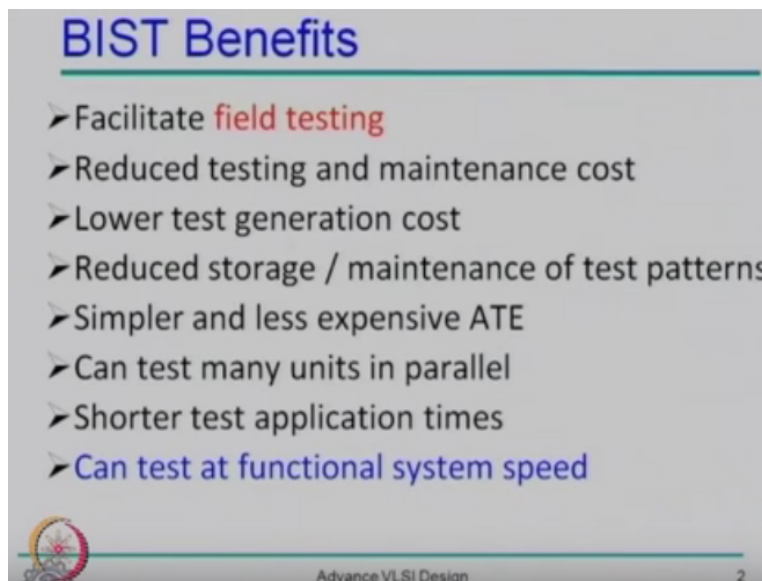 BIST Benefits
➤Facilitate field testing
➤Reduced testing and maintenance cost
➤Lower test generation cost
➤Reduced storage / maintenance of test patterns
➤Simpler and less expensive ATE
➤Can test many units in parallel
➤Shorter test application times
➤Can test at functional system speed
Advance VLSI Design 2